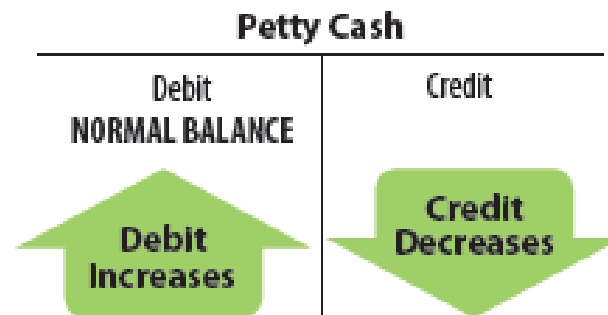 Petty Cash
Debit
NORMAL BALANCE
Credit
Debit
Increases
Credit
Decreases